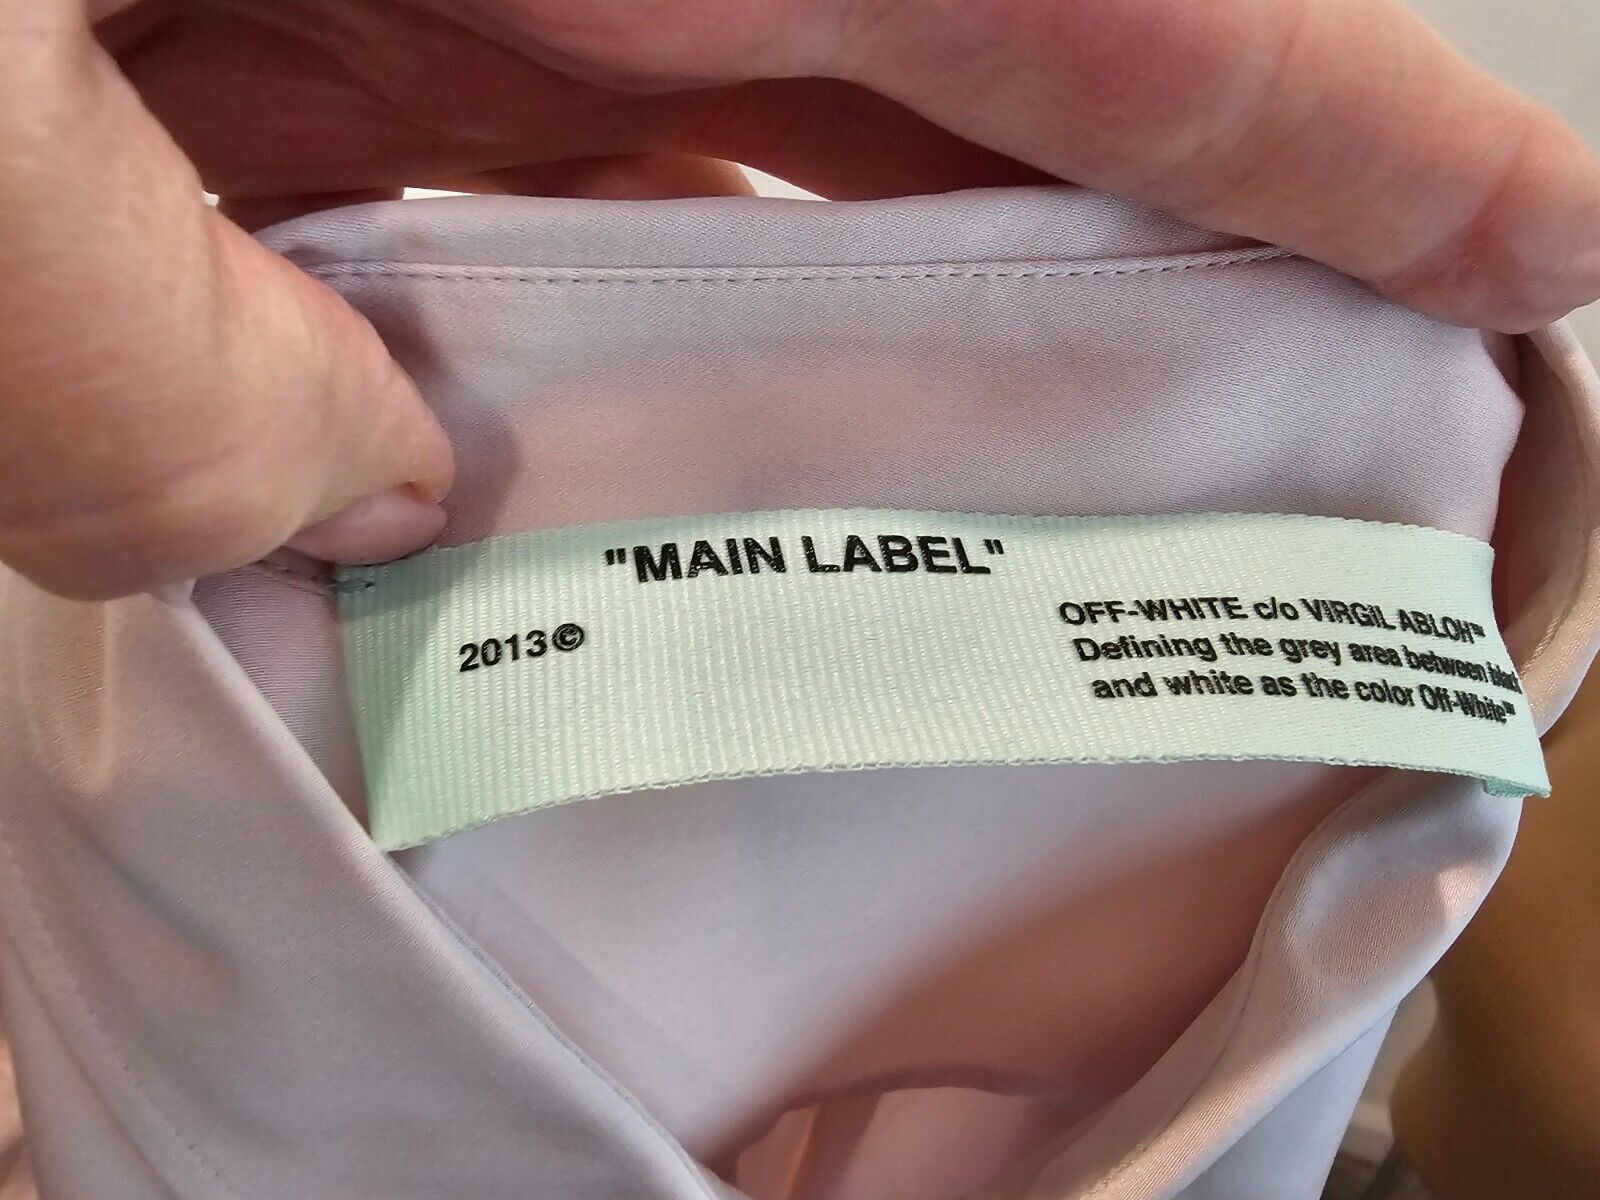 "MAIN LABEL"
2013©
OFF-WHITE c/o VIRGIL ABLOH™
Defining the grey area between black
and white as the color Off-White™